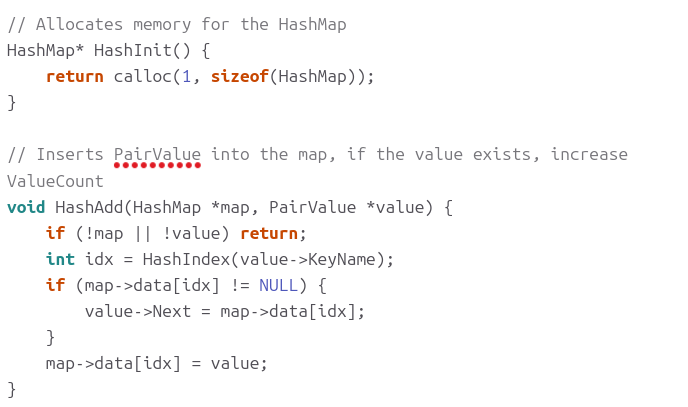 // Allocates memory for the HashMap
HashMap* HashInit() {
    return calloc(1, sizeof(HashMap));
}

// Inserts PairValue into the map, if the value exists, increase
ValueCount
void HashAdd(HashMap *map, PairValue *value) {
    if (!map || !value) return;
    int idx = HashIndex(value->KeyName);
    if (map->data[idx] != NULL) {
        value->Next = map->data[idx];
    }
    map->data[idx] = value;
}